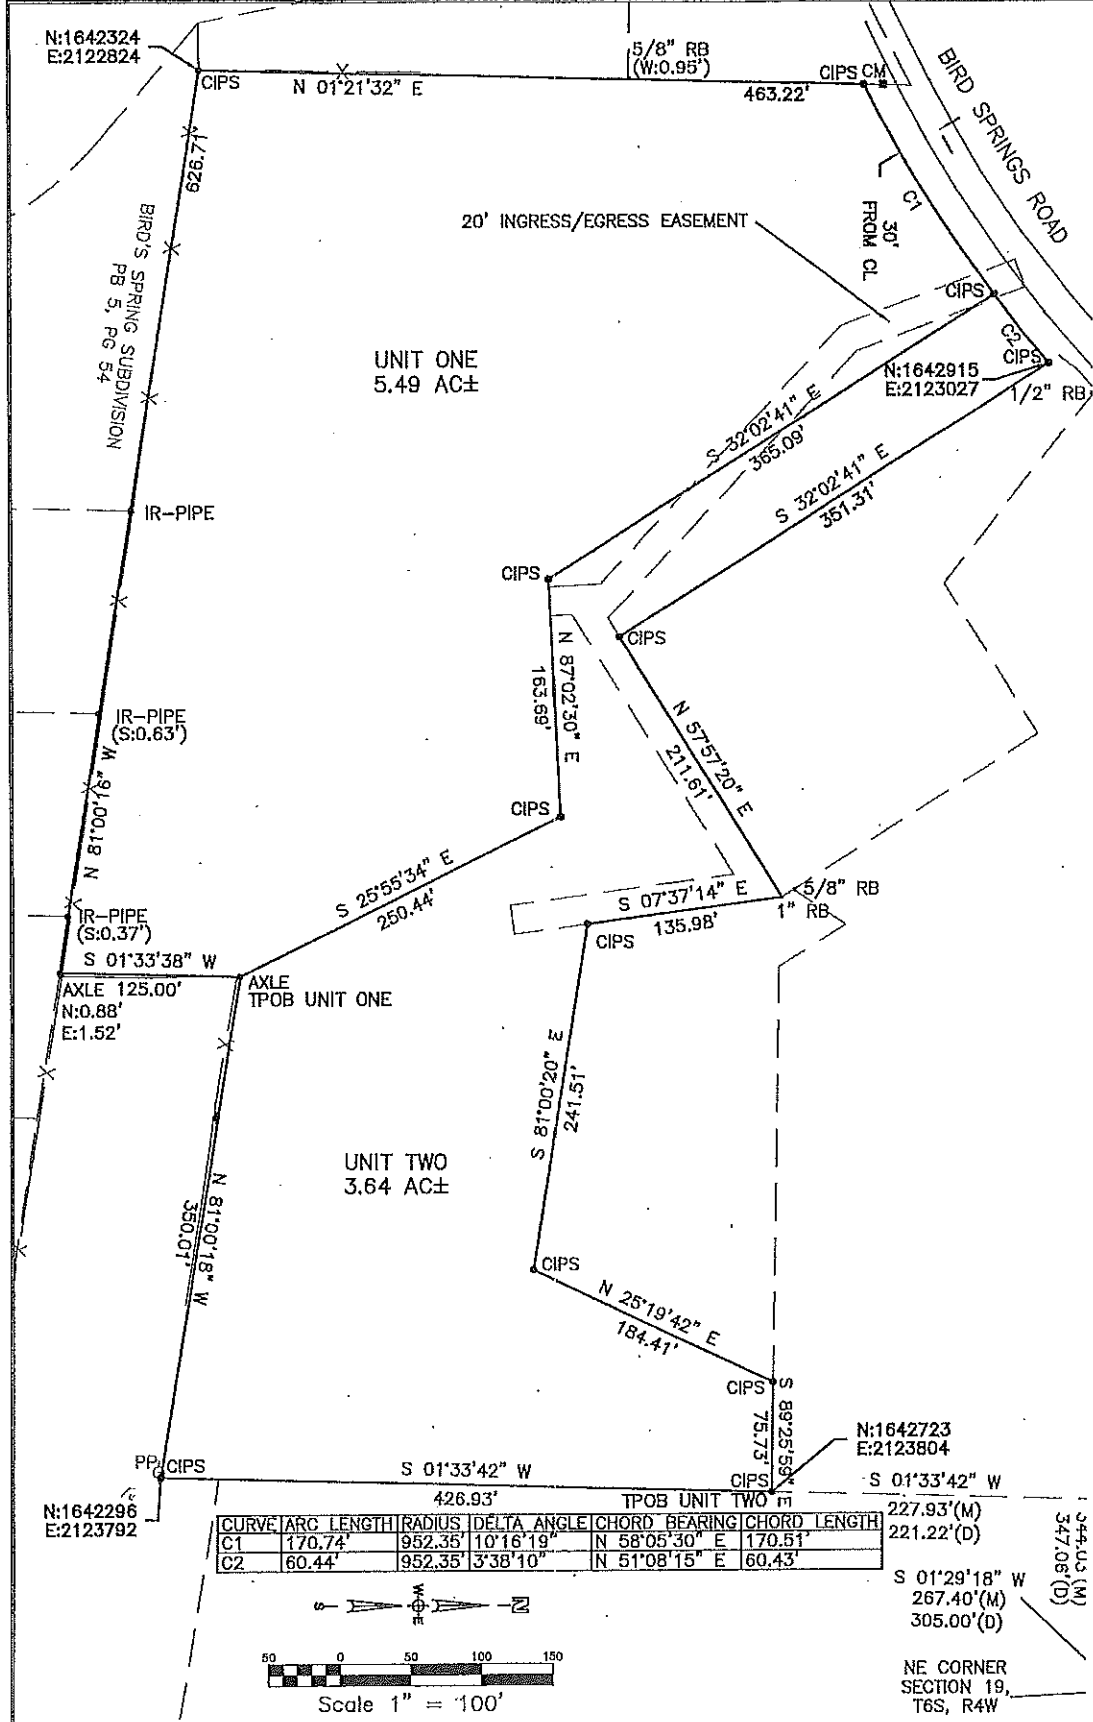 N:1642324
E:2122824
CIPS
N 01°21'32" E
5/8" RB
(W:0.95')
463.22'
CIPS CM
BIRD SPRINGS ROAD
626.71
BIRD'S SPRING SUBDIVISION
PB 5, PG 54
C1
30'
FROM CL
20' INGRESS/EGRESS EASEMENT
CIPS
C2
CIPS
N:1642915
E:2123027
1/2" RB
UNIT ONE
5.49 AC±
S 32°02'41" E
365.09'
S 32°02'41" E
351.31'
IR-PIPE
CIPS
CIPS
N 87°02'30" E
163.69'
N 57°57'20" E
211.61'
IR-PIPE
(S:0.63')
N 81°00'16" W
CIPS
S 25°55'34" E
250.44'
5/8" RB
1" RB
S 07°37'14" E
135.98'
CIPS
IR-PIPE
(S:0.37')
S 01°33'38" W
AXLE 125.00'
N:0.88'
E:1.52'
AXLE
TPOB UNIT ONE
S 81°00'20" E
241.51'
UNIT TWO
3.64 AC±
N 81°00'18" W
350.01'
CIPS
N 25°19'42" E
184.41'
CIPS
S 89°25'59" E
75.73'
N:1642723
E:2123804
PP
CIPS
S 01°33'42" W
426.93'
CIPS
TPOB UNIT TWO
S 01°33'42" W
227.93'(M)
221.22'(D)
N:1642296
E:2123792
CURVE ARC LENGTH RADIUS DELTA ANGLE CHORD BEARING CHORD LENGTH
C1 170.74' 952.35' 10°16'19" N 58°05'30" E 170.51'
C2 60.44' 952.35' 3°38'10" N 51°08'15" E 60.43'
(M)
347.06'(D)
S 01°29'18" W
267.40'(M)
305.00'(D)
S W E N
50 0 50 100 150
Scale 1" = 100'
NE CORNER
SECTION 19,
T6S, R4W